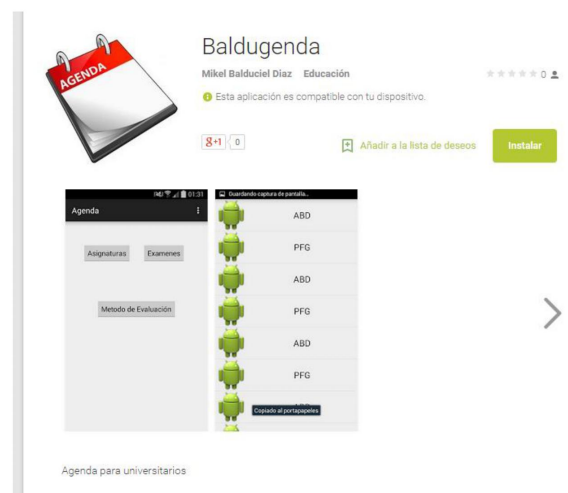 AGENDA
Baldugenda
Mikel Balduciel Diaz Educación
0
Esta aplicación es compatible con tu dispositivo.
g+1 0
Añadir a la lista de deseos
Instalar
01:31
Agenda
Asignaturas Examenes
Metodo de Evaluación
Guardando captura de pantalla...
ABD
PFG
ABD
PFG
ABD
PFG
Copiado al portapapeles
Agenda para universitarios